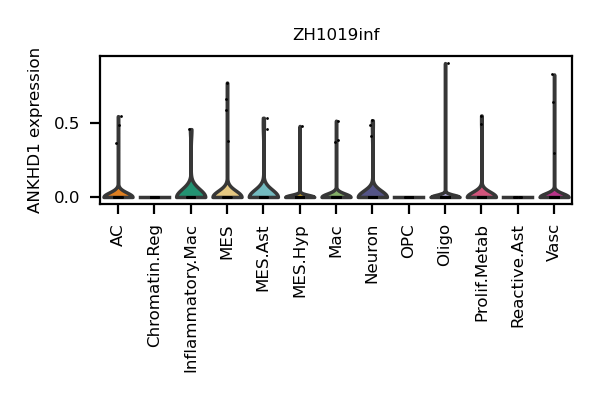 ZH1019inf
ANKHD1 expression
0.5
0.0
AC
Chromatin.Reg
Inflammatory.Mac
MES
MES.Ast
MES.Hyp
Mac
Neuron
OPC
Oligo
Prolif.Metab
Reactive.Ast
Vasc